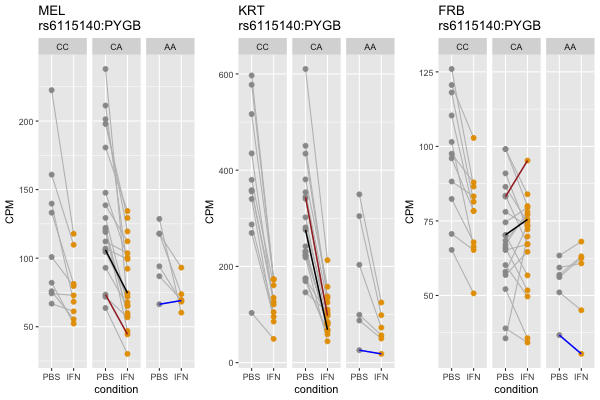 MEL
rs6115140:PYGB
CC CA AA
200
150
100
50
CPM
PBS IFN PBS IFN PBS IFN
condition
KRT
rs6115140:PYGB
CC CA AA
600
400
200
0
CPM
PBS IFN PBS IFN PBS IFN
condition
FRB
rs6115140:PYGB
CC CA AA
125
100
75
50
CPM
PBS IFN PBS IFN PBS IFN
condition